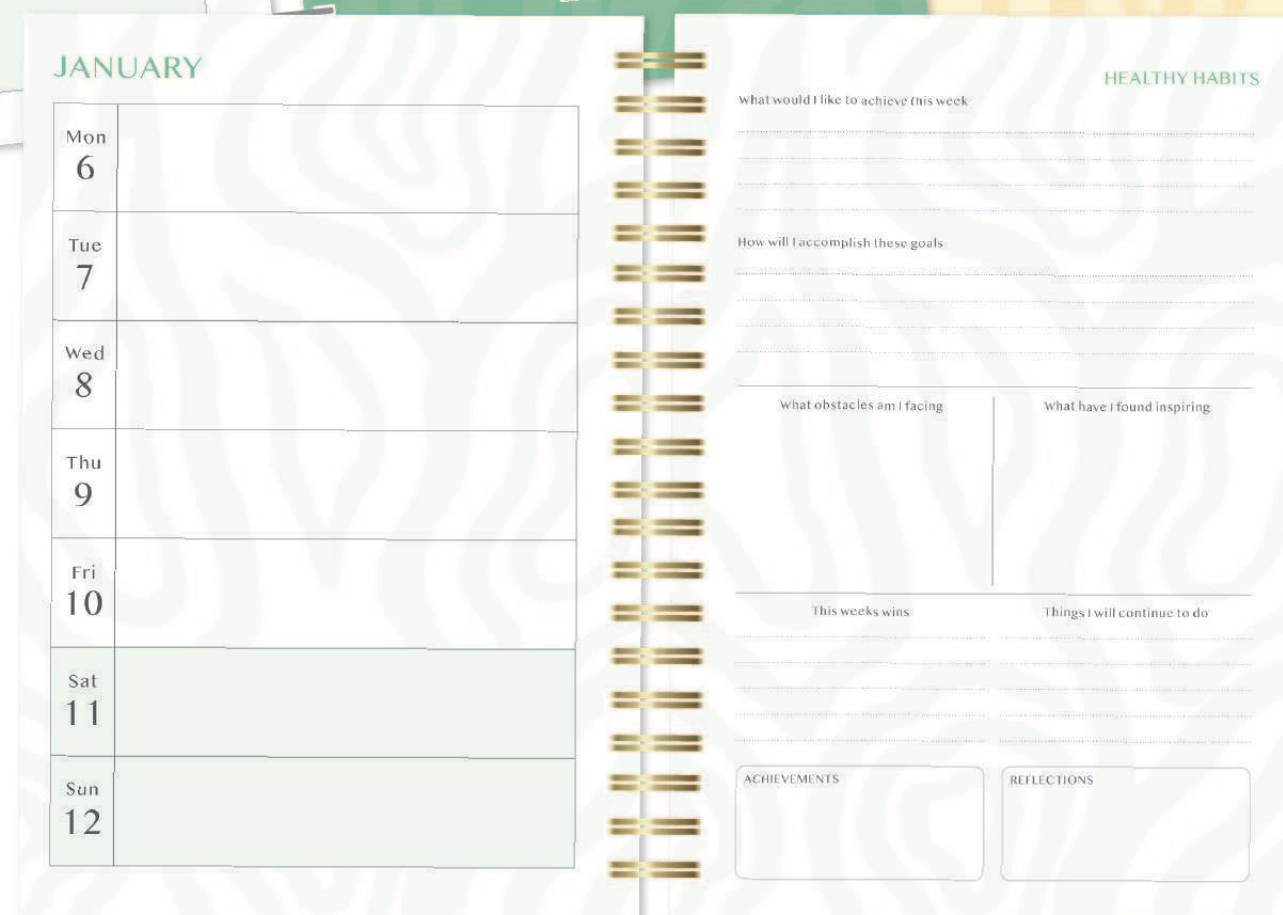 JANUARY
Mon
6
Tue
7
Wed
8
Thu
9
Fri
10
Sat
11
Sun
12
HEALTHY HABITS
What would I like to achieve this week
How will I accomplish these goals
What obstacles am I facing
What have I found inspiring
This weeks wins
Things I will continue to do
ACHIEVEMENTS
REFLECTIONS